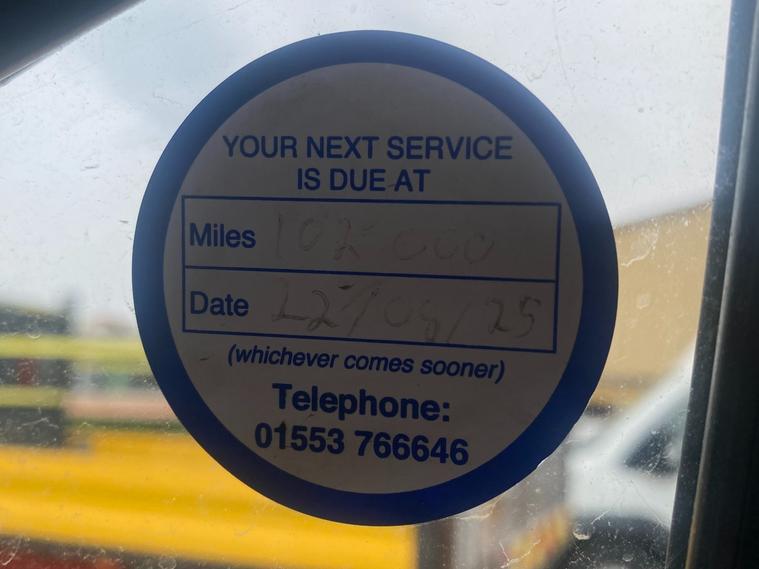 YOUR NEXT SERVICE
IS DUE AT
Miles 102 000
Date 22/08/25
(whichever comes sooner)
Telephone:
01553 766646